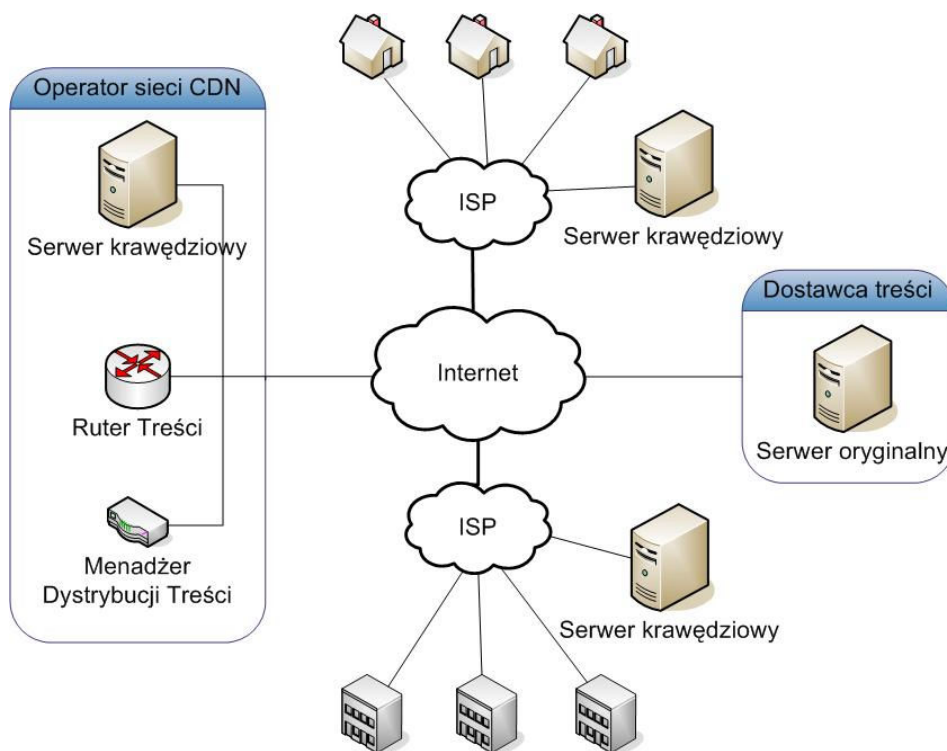 Operator sieci CDN
Serwer krawędziowy
Ruter Treści
Menadżer
Dystrybucji Treści
ISP
Serwer krawędziowy
Internet
Dostawca treści
Serwer oryginalny
ISP
Serwer krawędziowy